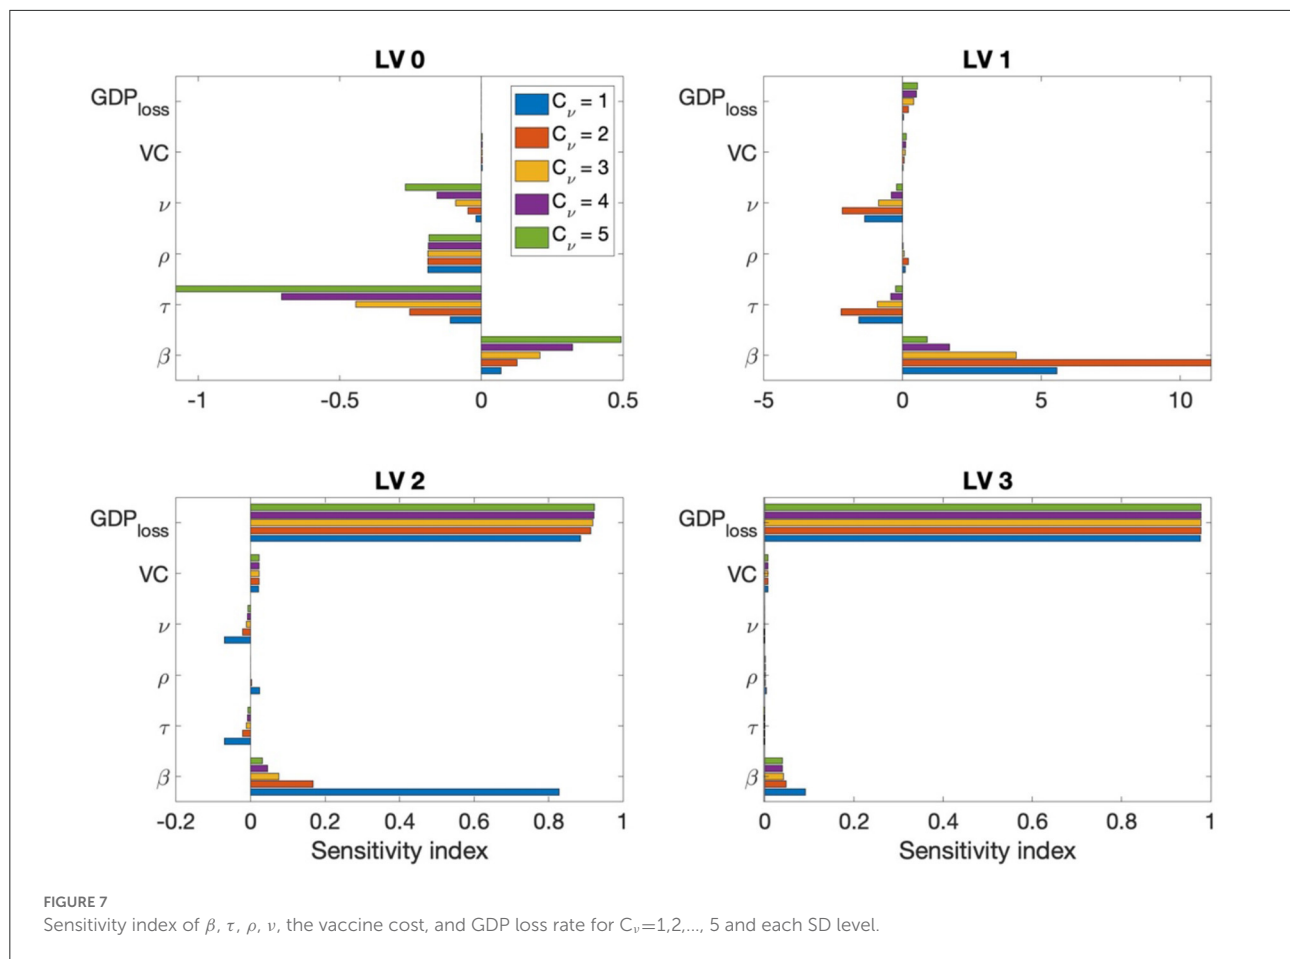 LV 0
GDP_loss
VC
ν
ρ
τ
β
-1 -0.5 0 0.5
C_ν = 1
C_ν = 2
C_ν = 3
C_ν = 4
C_ν = 5
LV 1
GDP_loss
VC
ν
ρ
τ
β
-5 0 5 10
LV 2
GDP_loss
VC
ν
ρ
τ
β
-0.2 0 0.2 0.4 0.6 0.8 1
Sensitivity index
LV 3
GDP_loss
VC
ν
ρ
τ
β
0 0.2 0.4 0.6 0.8 1
Sensitivity index
FIGURE 7
Sensitivity index of β, τ, ρ, ν, the vaccine cost, and GDP loss rate for C_ν=1,2,..., 5 and each SD level.